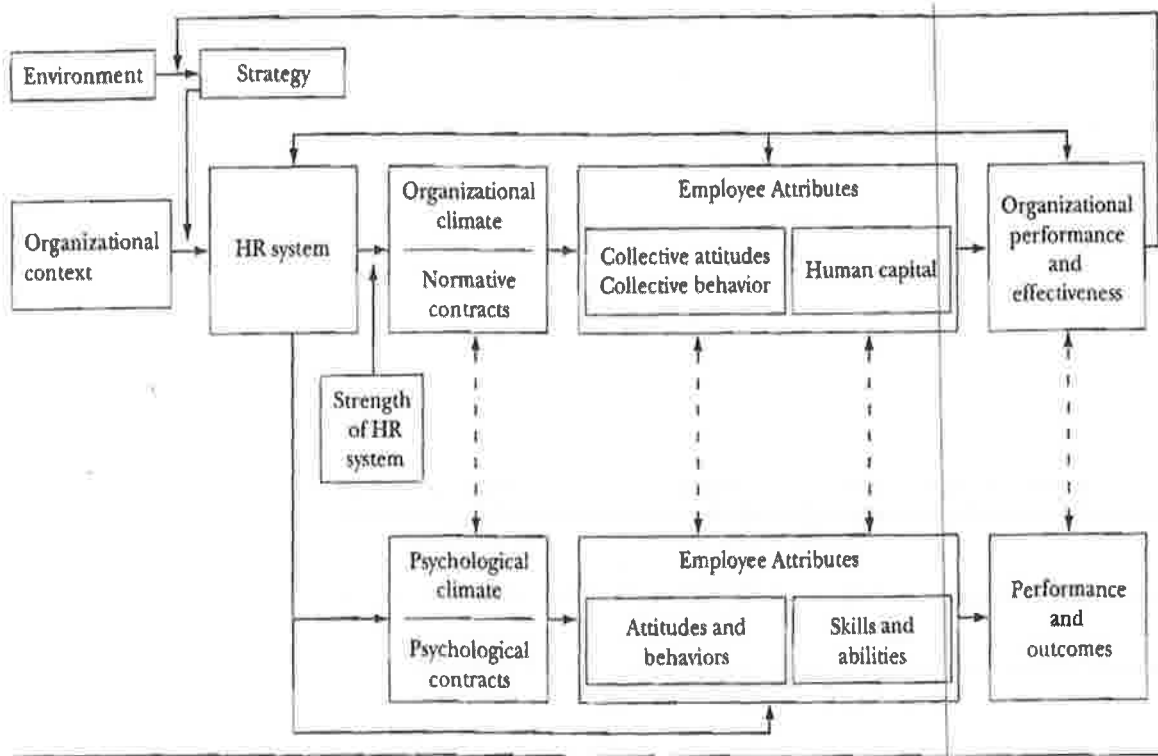 Environment
Strategy
Organizational
context
HR system
Organizational
climate
Normative
contracts
Employee Attributes
Collective attitudes
Collective behavior
Human capital
Organizational
performance
and
effectiveness
Strength
of HR
system
Psychological
climate
Psychological
contracts
Employee Attributes
Attitudes and
behaviors
Skills and
abilities
Performance
and
outcomes